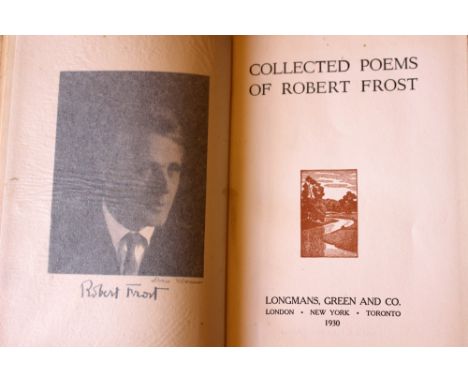 Robert Frost
COLLECTED POEMS
OF ROBERT FROST
LONGMANS, GREEN AND CO.
LONDON • NEW YORK • TORONTO
1930